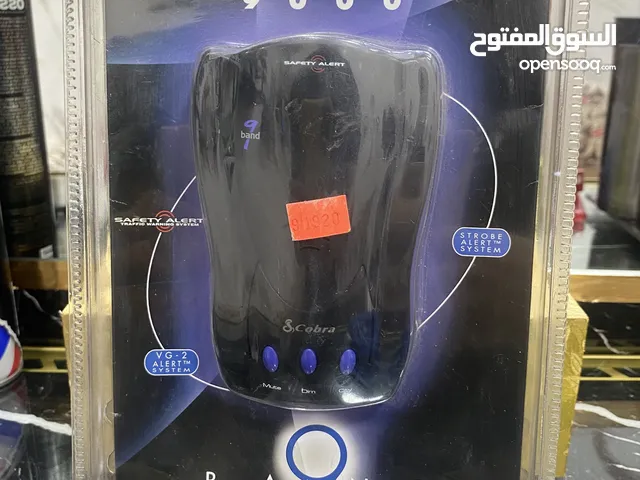 9000
السوق المفتوح
opensooq.com
SAFETY ALERT
9
band
SAFETY ALERT
TRAFFIC WARNING SYSTEM
STROBE
ALERT™
SYSTEM
Cobra
VG-2
ALERT™
SYSTEM
Mute
Dim